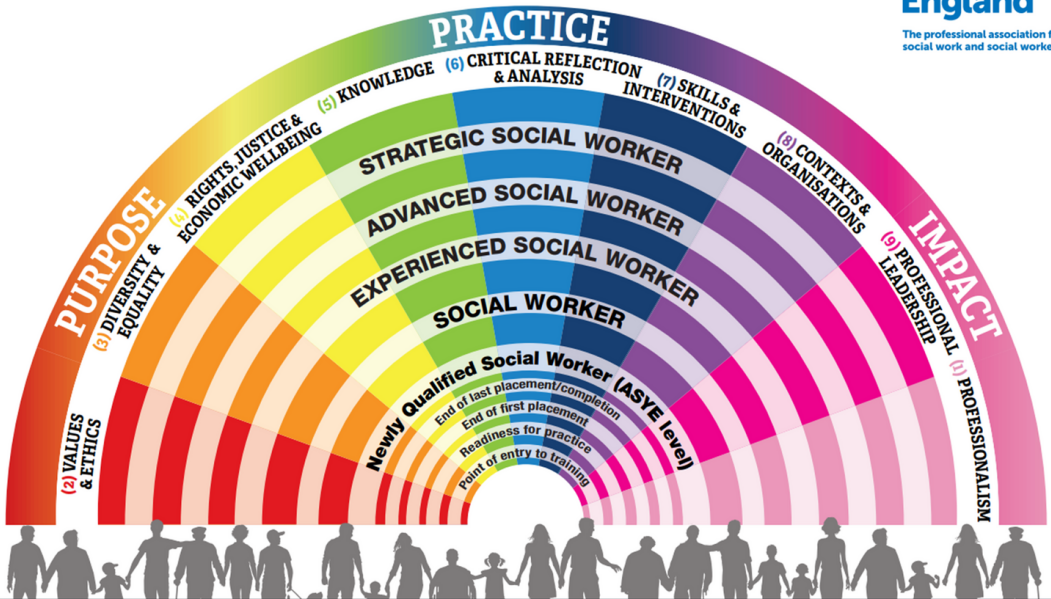 England
The professional association f
social work and social worke
PRACTICE
PURPOSE
IMPACT
(2) VALUES
& ETHICS
(3) DIVERSITY &
EQUALITY
(4) RIGHTS, JUSTICE &
ECONOMIC WELLBEING
(5) KNOWLEDGE
(6) CRITICAL REFLECTION
& ANALYSIS
(7) SKILLS &
INTERVENTIONS
(8) CONTEXTS &
ORGANISATIONS
(9) PROFESSIONAL
LEADERSHIP
(1) PROFESSIONALISM
STRATEGIC SOCIAL WORKER
ADVANCED SOCIAL WORKER
EXPERIENCED SOCIAL WORKER
SOCIAL WORKER
Newly Qualified Social Worker (ASYE level)
End of last placement/completion
End of first placement
Readiness for practice
Point of entry to training